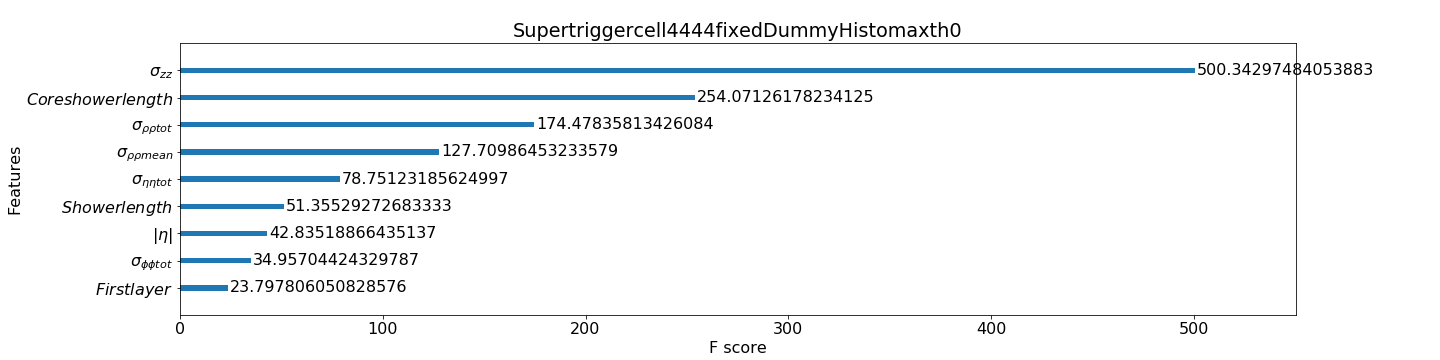 Supertriggercell4444fixedDummyHistomaxth0
σzz 500.34297484053883
Coreshowerlength 254.07126178234125
σρρtot 174.47835813426084
σρρmean 127.70986453233579
σηηtot 78.75123185624997
Showerlength 51.35529272683333
|η| 42.83518866435137
σϕϕtot 34.95704424329787
Firstlayer 23.797806050828576
Features
0 100 200 300 400 500
F score